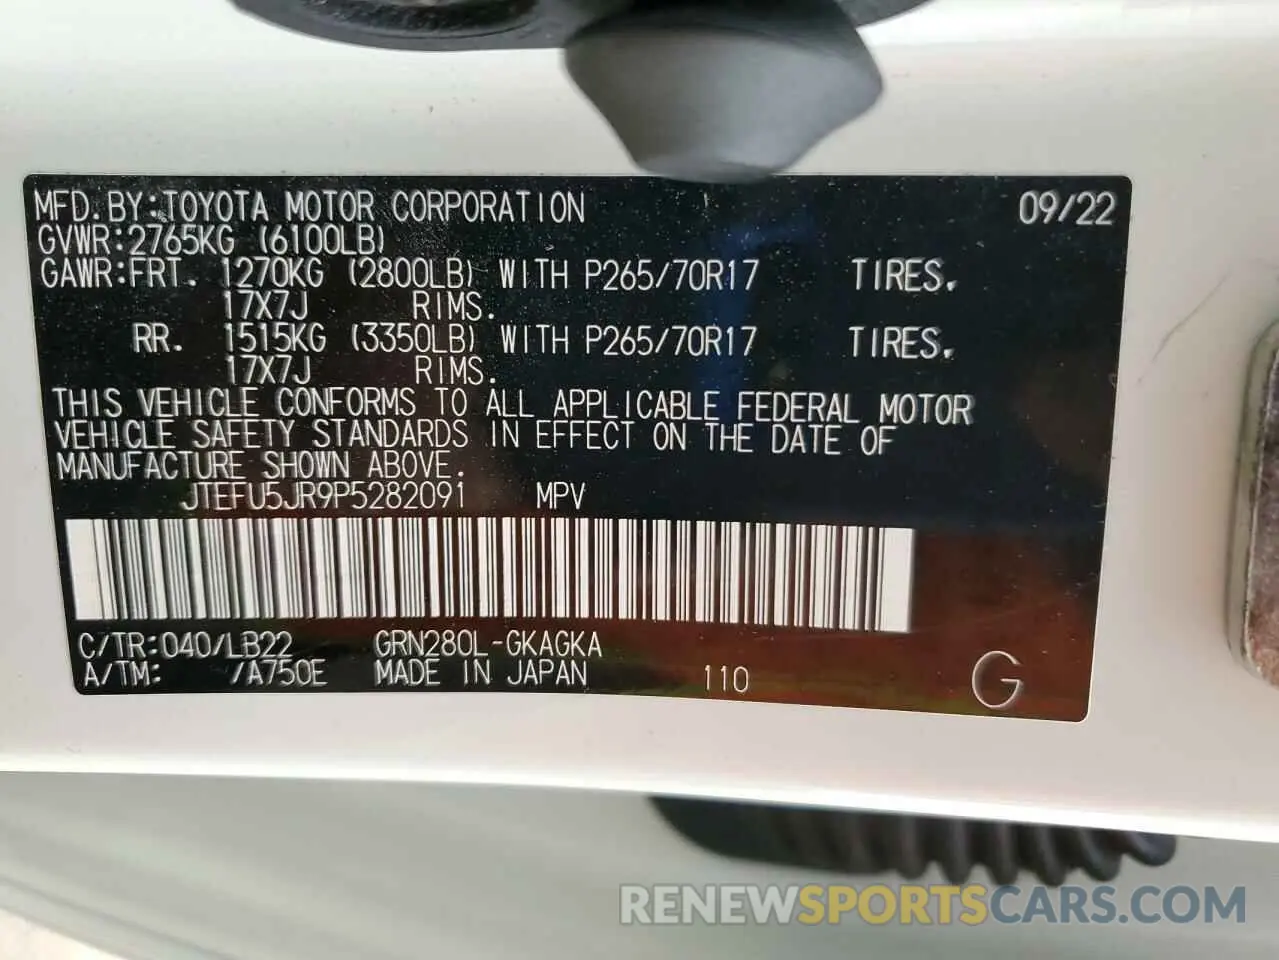 MFD.BY:TOYOTA MOTOR CORPORATION 09/22
GVWR:2765KG (6100LB)
GAWR:FRT. 1270KG (2800LB) WITH P265/70R17 TIRES.
17X7J RIMS.
RR. 1515KG (3350LB) WITH P265/70R17 TIRES.
17X7J RIMS.
THIS VEHICLE CONFORMS TO ALL APPLICABLE FEDERAL MOTOR
VEHICLE SAFETY STANDARDS IN EFFECT ON THE DATE OF
MANUFACTURE SHOWN ABOVE.
JTEFU5JR9P5282091 MPV
C/TR:040/LB22 GRN280L-GKAGKA
A/TM: /A750E MADE IN JAPAN 110 G
RENEWSPORTSCARS.COM